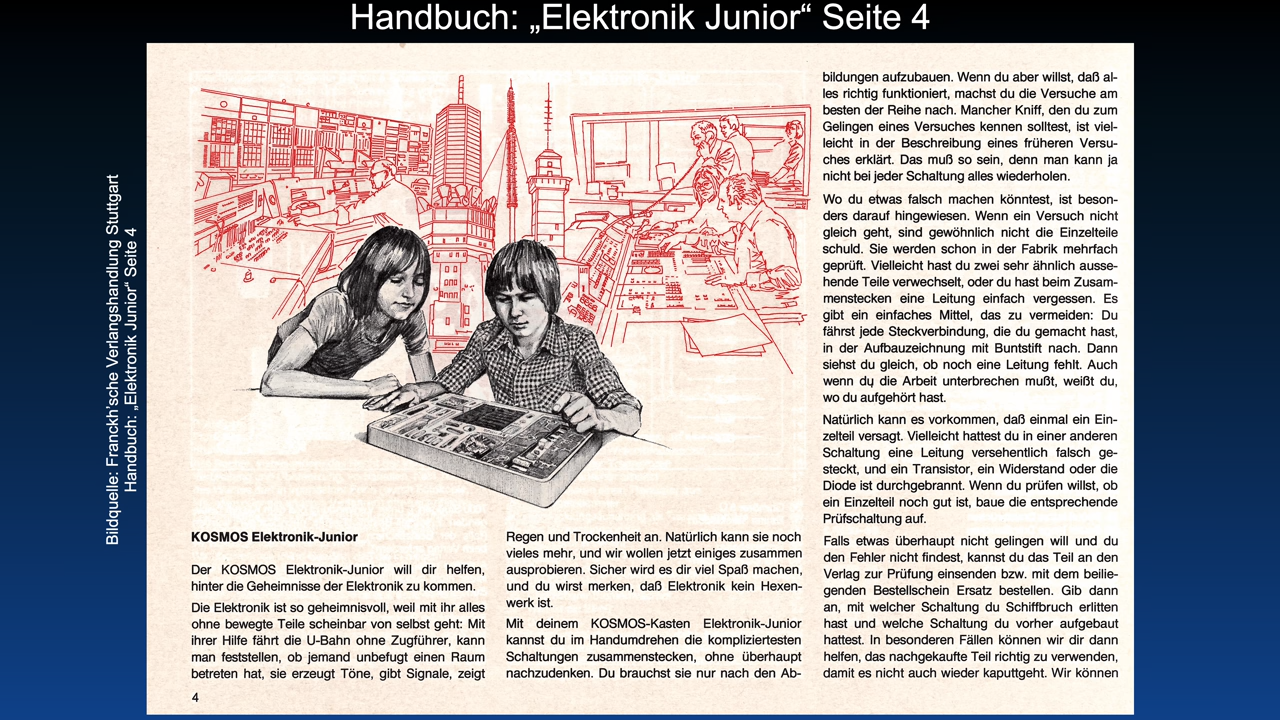 Handbuch: „Elektronik Junior“ Seite 4
Bildquelle: Franckh’sche Verlangshandlung Stuttgart
Handbuch: „Elektronik Junior“ Seite 4
KOSMOS Elektronik-Junior
Der KOSMOS Elektronik-Junior will dir helfen,
hinter die Geheimnisse der Elektronik zu kommen.
Die Elektronik ist so geheimnisvoll, weil mit ihr alles
ohne bewegte Teile scheinbar von selbst geht: Mit
ihrer Hilfe fährt die U-Bahn ohne Zugführer, kann
man feststellen, ob jemand unbefugt einen Raum
betreten hat, sie erzeugt Töne, gibt Signale, zeigt
Regen und Trockenheit an. Natürlich kann sie noch
vieles mehr, und wir wollen jetzt einiges zusammen
ausprobieren. Sicher wird es dir viel Spaß machen,
und du wirst merken, daß Elektronik kein Hexen-
werk ist.
Mit deinem KOSMOS-Kasten Elektronik-Junior
kannst du im Handumdrehen die kompliziertesten
Schaltungen zusammenstecken, ohne überhaupt
nachzudenken. Du brauchst sie nur nach den Ab-
bildungen aufzubauen. Wenn du aber willst, daß al-
les richtig funktioniert, machst du die Versuche am
besten der Reihe nach. Mancher Kniff, den du zum
Gelingen eines Versuches kennen solltest, ist viel-
leicht in der Beschreibung eines früheren Versu-
ches erklärt. Das muß so sein, denn man kann ja
nicht bei jeder Schaltung alles wiederholen.
Wo du etwas falsch machen könntest, ist beson-
ders darauf hingewiesen. Wenn ein Versuch nicht
gleich geht, sind gewöhnlich nicht die Einzelteile
schuld. Sie werden schon in der Fabrik mehrfach
geprüft. Vielleicht hast du zwei sehr ähnlich ausse-
hende Teile verwechselt, oder du hast beim Zusam-
menstecken eine Leitung einfach vergessen. Es
gibt ein einfaches Mittel, das zu vermeiden: Du
fährst jede Steckverbindung, die du gemacht hast,
in der Aufbauzeichnung mit Buntstift nach. Dann
siehst du gleich, ob noch eine Leitung fehlt. Auch
wenn du die Arbeit unterbrechen mußt, weißt du,
wo du aufgehört hast.
Natürlich kann es vorkommen, daß einmal ein Ein-
zelteil versagt. Vielleicht hattest du in einer anderen
Schaltung eine Leitung versehentlich falsch ge-
steckt, und ein Transistor, ein Widerstand oder die
Diode ist durchgebrannt. Wenn du prüfen willst, ob
ein Einzelteil noch gut ist, baue die entsprechende
Prüfschaltung auf.
Falls etwas überhaupt nicht gelingen will und du
den Fehler nicht findest, kannst du das Teil an den
Verlag zur Prüfung einsenden bzw. mit dem beilie-
genden Bestellschein Ersatz bestellen. Gib dann
an, mit welcher Schaltung du Schiffbruch erlitten
hast und welche Schaltung du vorher aufgebaut
hattest. In besonderen Fällen können wir dir dann
helfen, das nachgekaufte Teil richtig zu verwenden,
damit es nicht auch wieder kaputtgeht. Wir können
4